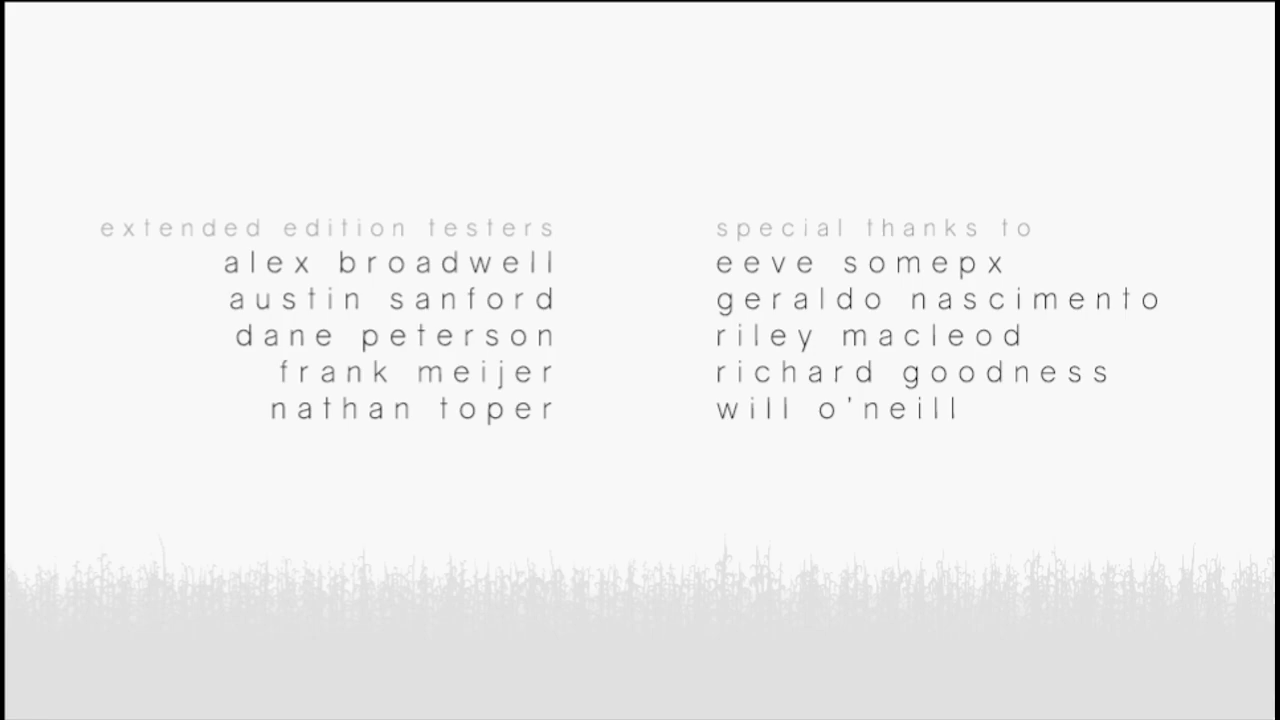 extended edition testers
alex broadwell
austin sanford
dane peterson
frank meijer
nathan toper
special thanks to
eeve somepx
geraldo nascimento
riley macleod
richard goodness
will o'neill